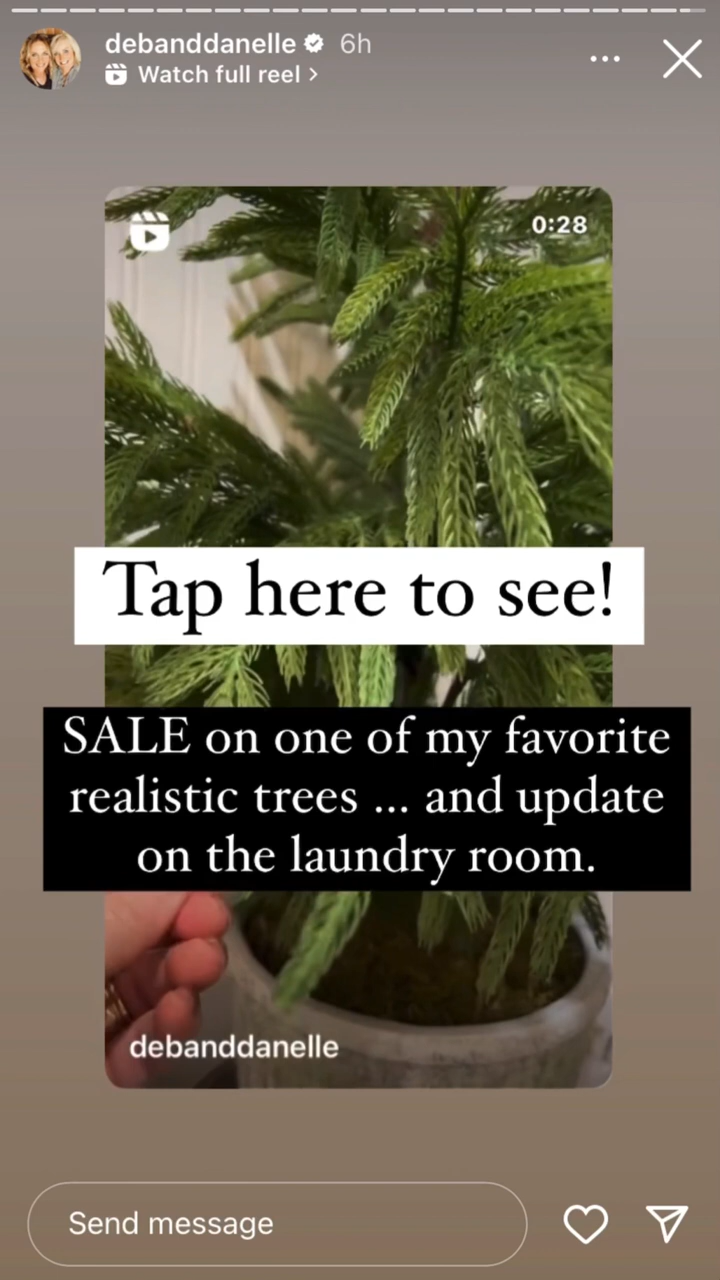 debanddanelle 6h
Watch full reel >
0:28
Tap here to see!
SALE on one of my favorite
realistic trees ... and update
on the laundry room.
debanddanelle
Send message